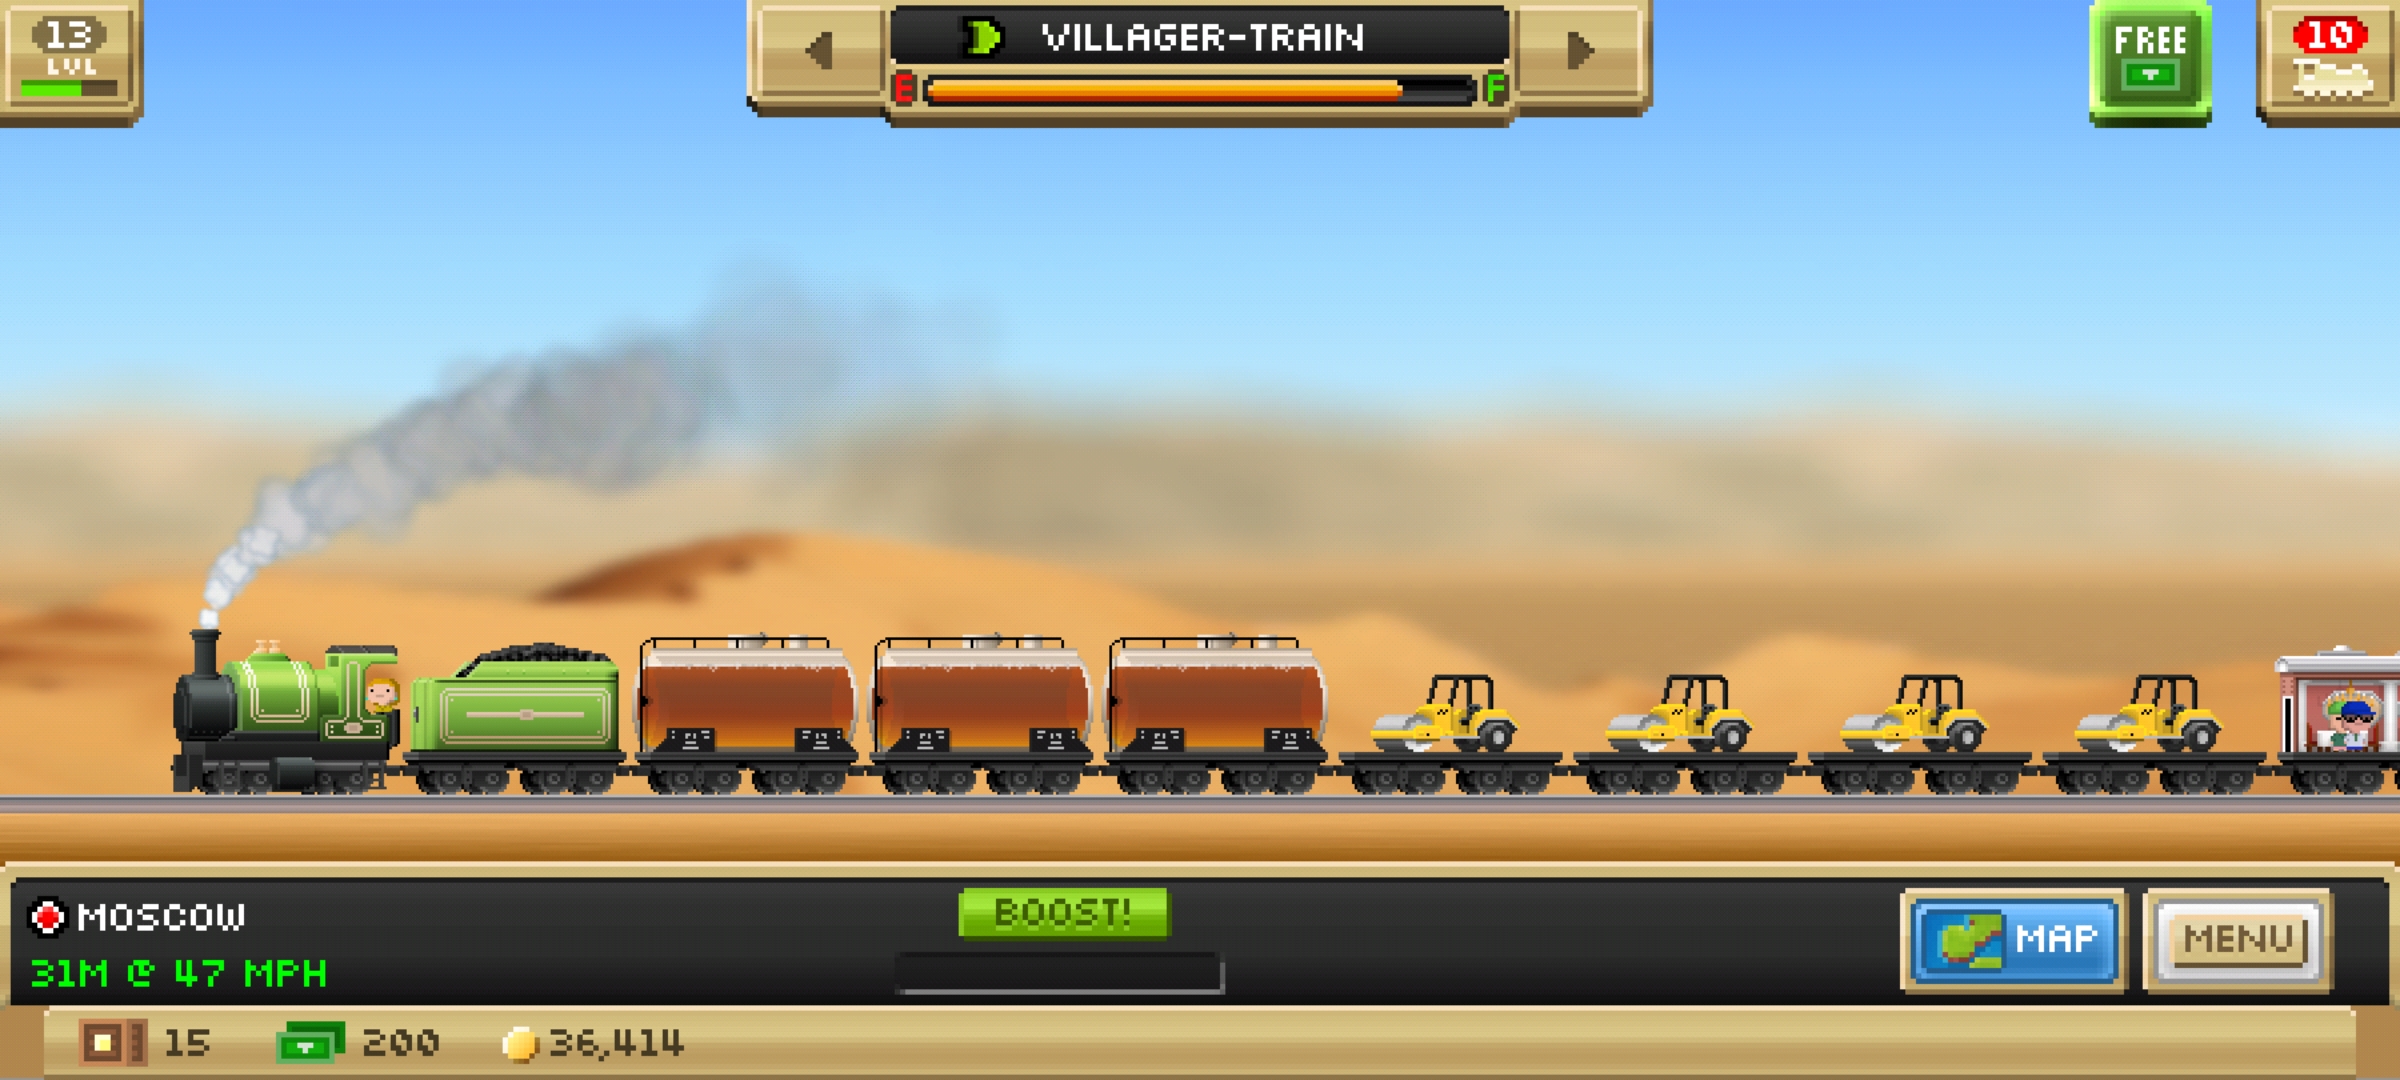 13
LVL
VILLAGER-TRAIN
E F
FREE
10
MOSCOW
31M @ 47 MPH
BOOST!
MAP
MENU
15
200
36,414